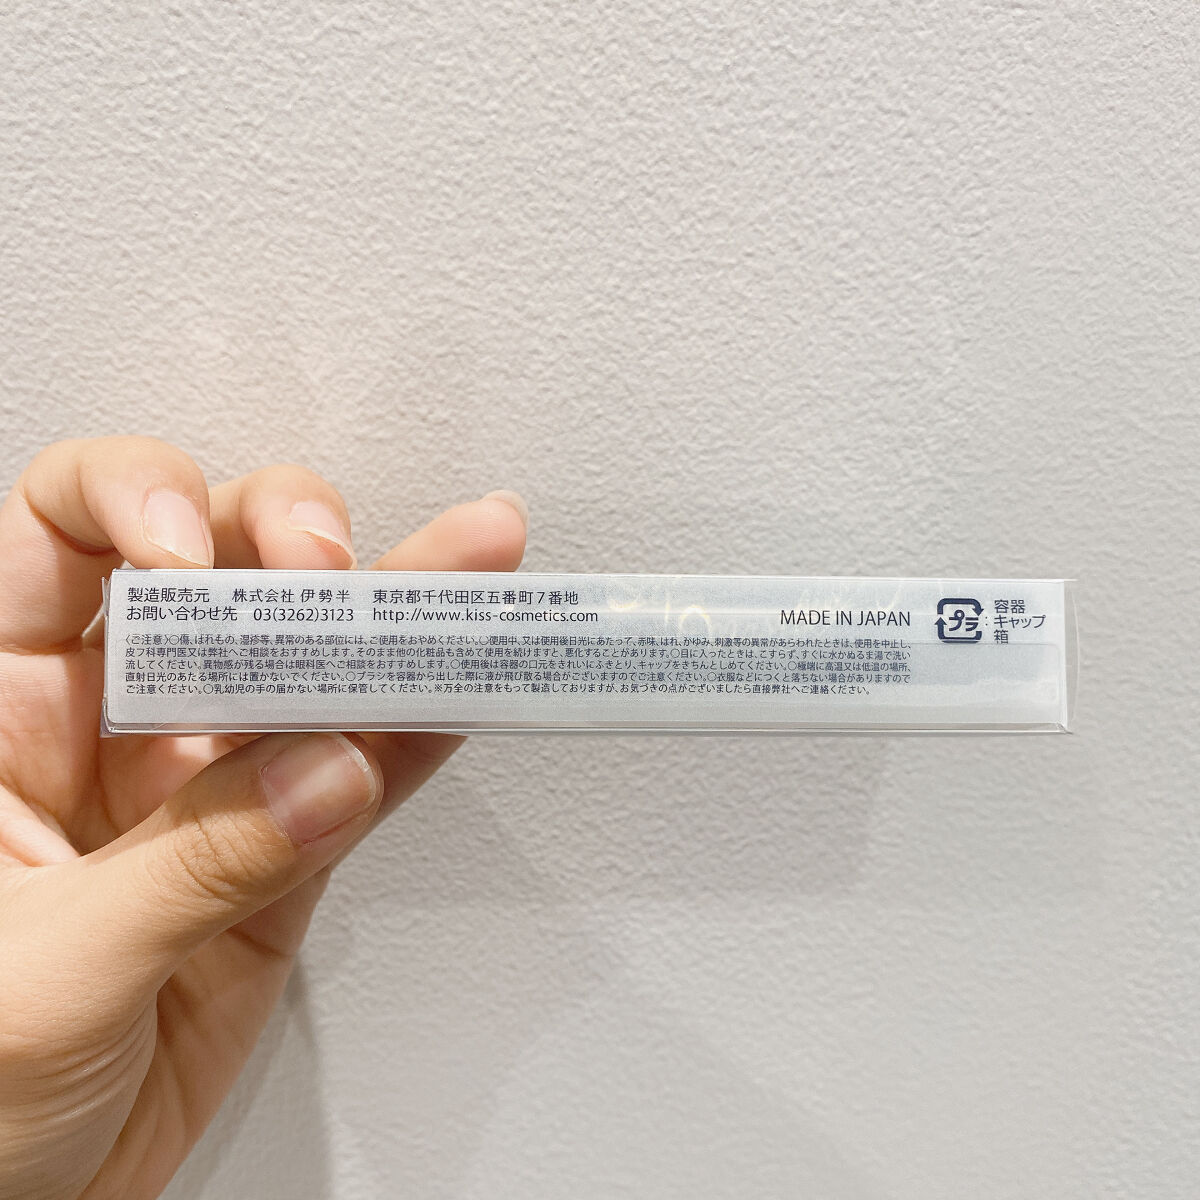 製造販売元 株式会社 伊勢半 東京都千代田区五番町7番地
お問い合わせ先 03(3262)3123 http://www.kiss-cosmetics.com
MADE IN JAPAN
プラ : 容器
キャップ
箱
〈ご注意〉○傷、はれもの、湿疹等、異常のある部位には、ご使用をおやめください。○使用中、又は使用後日光にあたって、赤味、はれ、かゆみ、刺激等の異常があらわれたときは、使用を中止し、
皮フ科専門医又は弊社へご相談をおすすめします。そのまま他の化粧品も含めて使用を続けますと、悪化することがあります。○目に入ったときは、こすらず、すぐに水かぬるま湯で洗い
流してください。異物感が残る場合は眼科医へご相談をおすすめします。○使用後は容器の口元をきれいにふきとり、キャップをきちんとしめてください。○極端に高温又は低温の場所、
直射日光のあたる場所には置かないでください。○ブラシを容器から出した際に液が飛び散る場合がございますのでご注意ください。○衣服などにつくと落ちない場合がありますので
ご注意ください。○乳幼児の手の届かない場所に保管してください。※万全の注意をもって製造しておりますが、お気づきの点がございましたら直接弊社へご連絡ください。